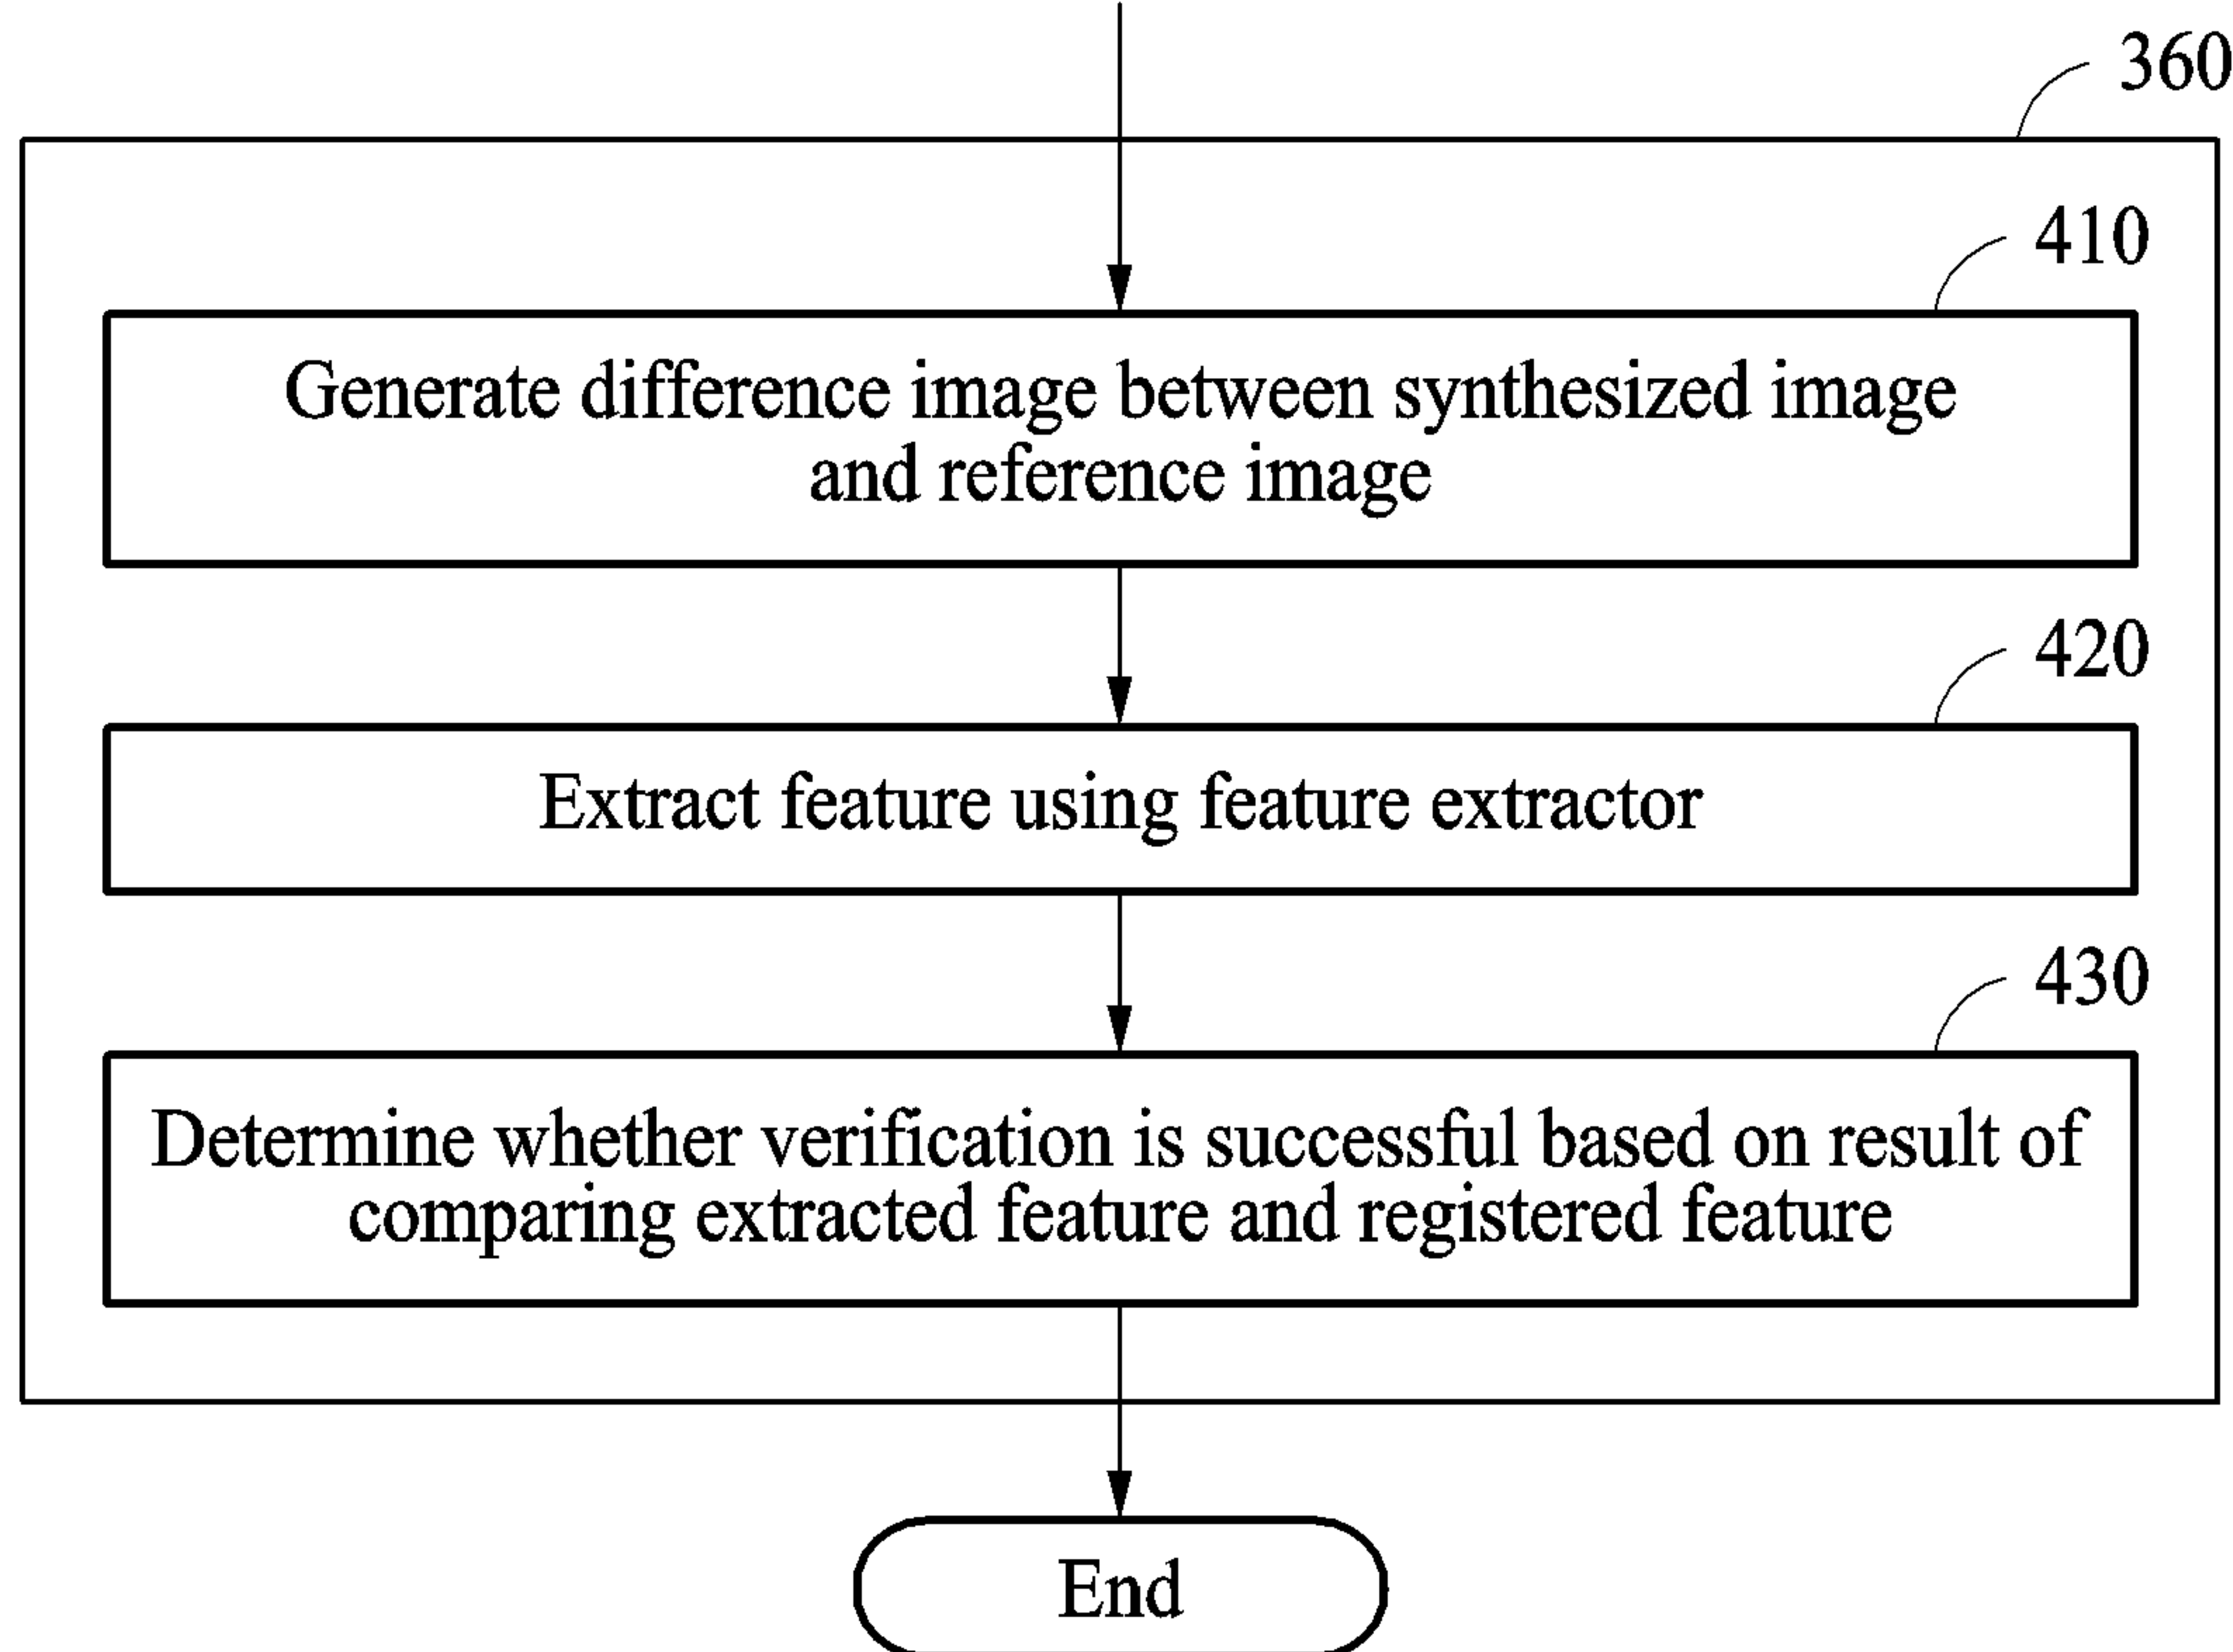 360
410
Generate difference image between synthesized image
and reference image
420
Extract feature using feature extractor
430
Determine whether verification is successful based on result of
comparing extracted feature and registered feature
End